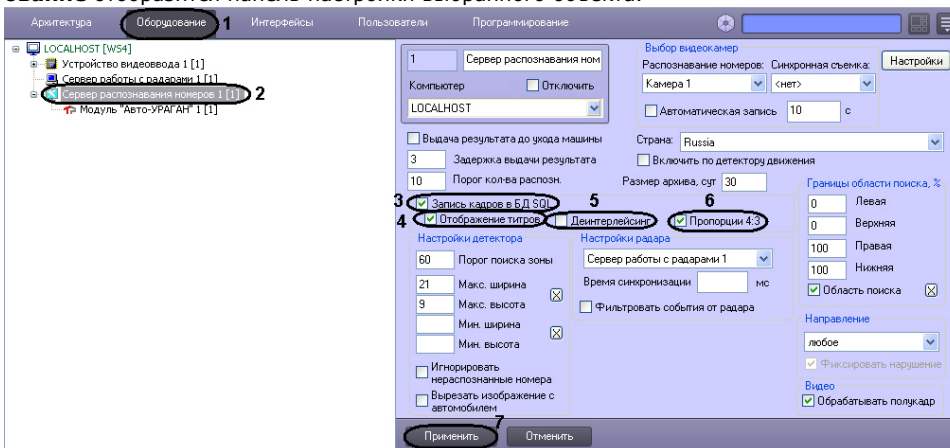 отобразится панель настройки выбранного объекта.
Архитектура Оборудование 1 Интерфейсы Пользователи Программирование
LOCALHOST [WS4]
Устройство видеоввода 1 [1]
Сервер работы с радарами 1 [1]
Сервер распознавания номеров 1 [1] 2
Модуль "Авто-УРАГАН" 1 [1]
1 Сервер распознавания ном
Компьютер Отключить
LOCALHOST
Выбор видеокамер
Распознавание номеров: Синхронная съемка: Настройки
Камера 1 <нет>
Автоматическая запись 10 с
Выдача результата до ухода машины
3 Задержка выдачи результата
10 Порог кол-ва распозн.
Страна: Russia
Включить по детектору движения
Размер архива, сут 30
3 Запись кадров в БД SQL
4 Отображение титров
5 Деинтерлейсинг
6 Пропорции 4:3
Границы области поиска, %
0 Левая
0 Верхняя
100 Правая
100 Нижняя
Область поиска
Настройки детектора
60 Порог поиска зоны
21 Макс. ширина
9 Макс. высота
Мин. ширина
Мин. высота
Игнорировать
нераспознанные номера
Вырезать изображение с
автомобилем
Настройки радара
Сервер работы с радарами 1
Время синхронизации мс
Фильтровать события от радара
Направление
любое
Фиксировать нарушение
Видео
Обрабатывать полукадр
7
Применить Отменить